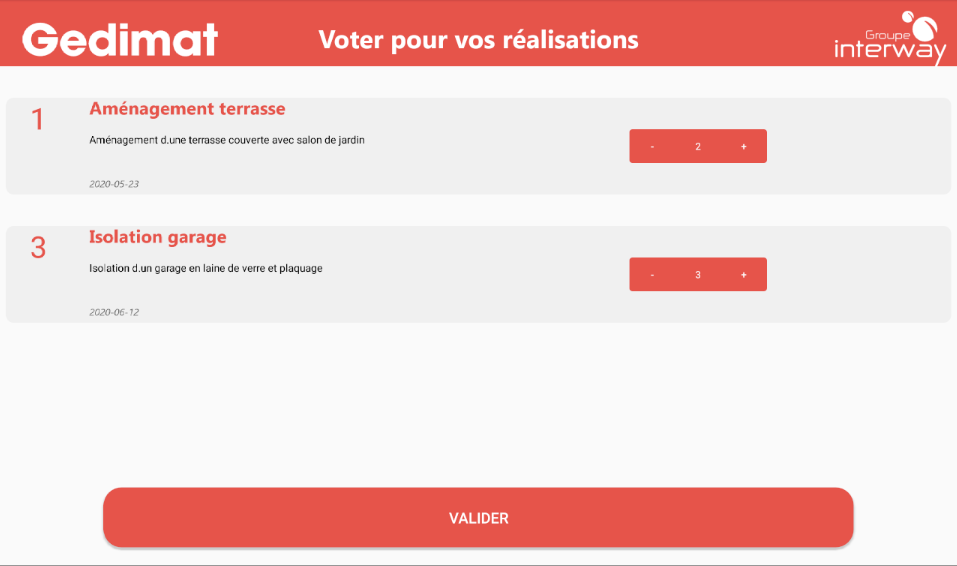 Gedimat
Voter pour vos réalisations
Groupe
interway
1
Aménagement terrasse
Aménagement d.une terrasse couverte avec salon de jardin
- 2 +
2020-05-23
3
Isolation garage
Isolation d.un garage en laine de verre et plaquage
- 3 +
2020-06-12
VALIDER